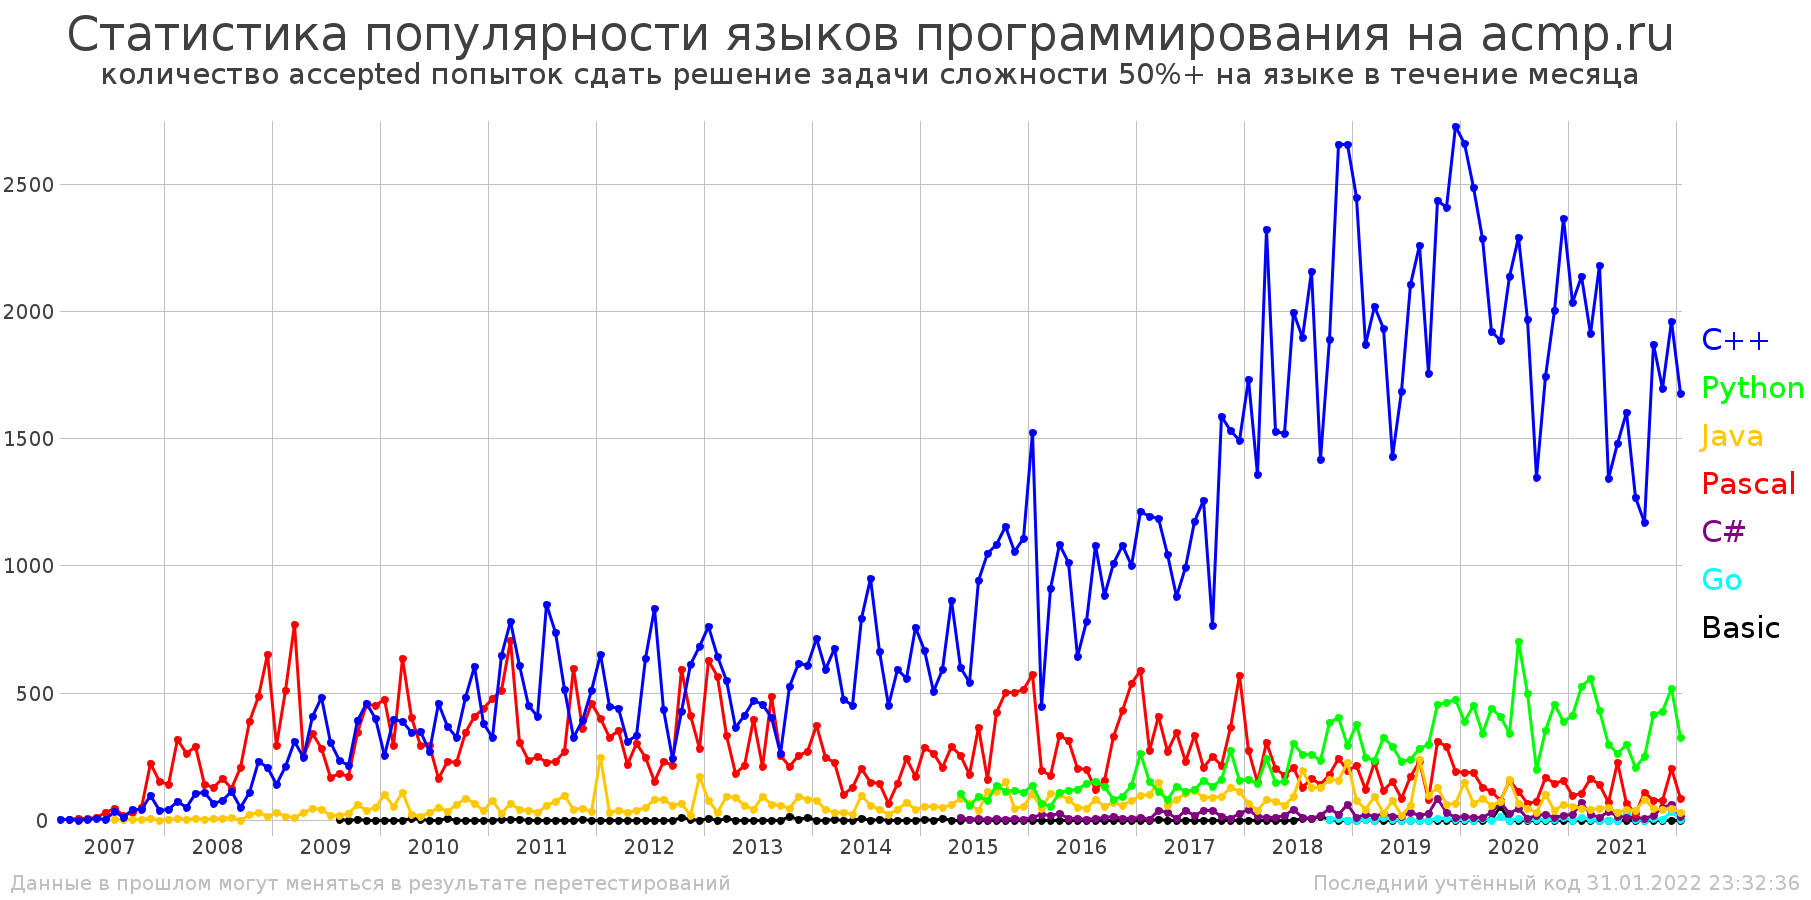 Статистика популярности языков программирования на acmp.ru
количество accepted попыток сдать решение задачи сложности 50%+ на языке в течение месяца
2500
2000
1500
1000
500
0
C++
Python
Java
Pascal
C#
Go
Basic
2007 2008 2009 2010 2011 2012 2013 2014 2015 2016 2017 2018 2019 2020 2021
Данные в прошлом могут меняться в результате перетестирований
Последний учтённый код 31.01.2022 23:32:36